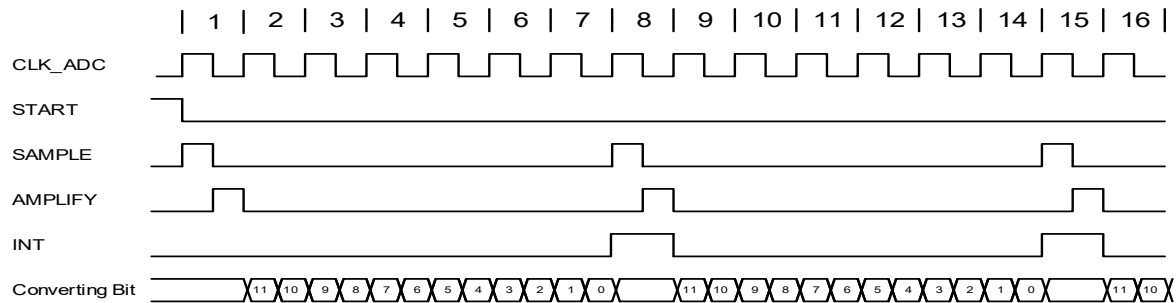 1 2 3 4 5 6 7 8 9 10 11 12 13 14 15 16
CLK_ADC
START
SAMPLE
AMPLIFY
INT
Converting Bit 11 10 9 8 7 6 5 4 3 2 1 0 11 10 9 8 7 6 5 4 3 2 1 0 11 10